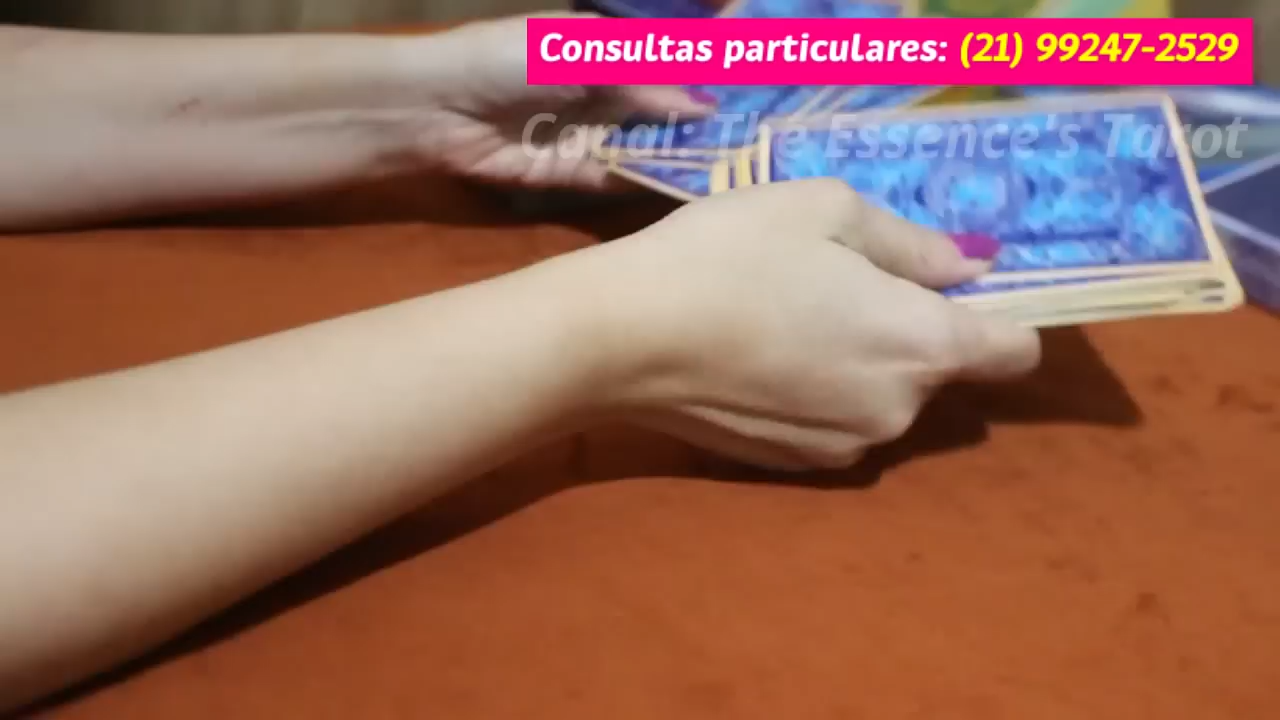 Consultas particulares: (21) 99247-2529
Canal: The Essence's Tarot